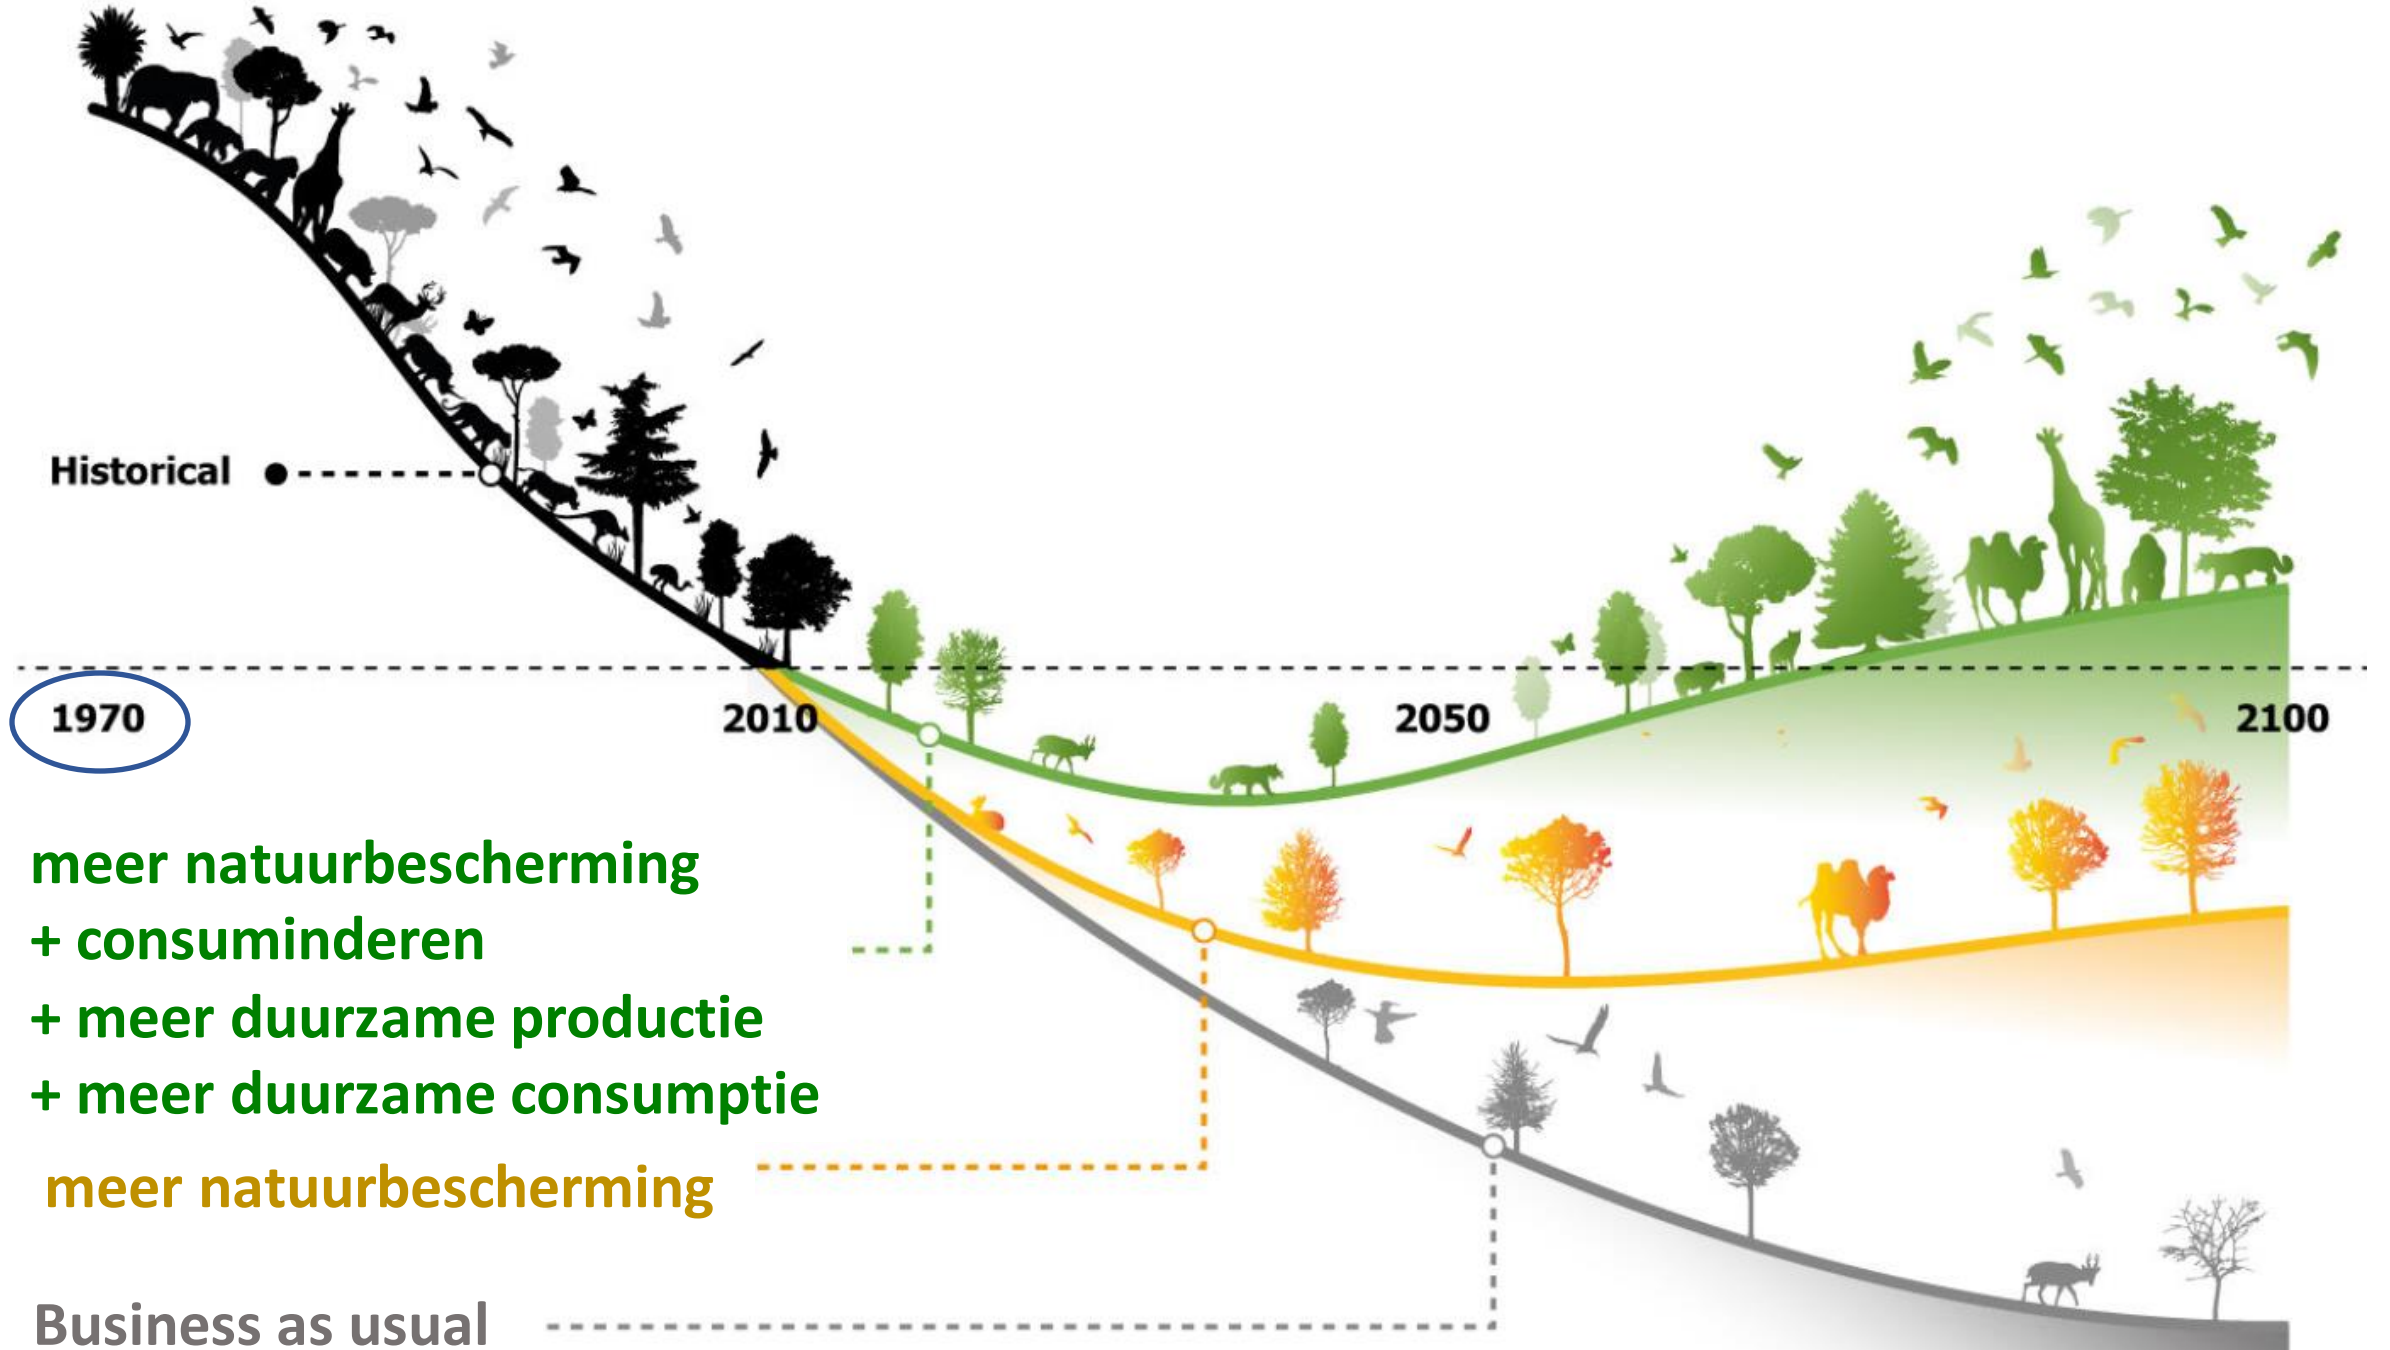 Historical
1970 2010 2050 2100
meer natuurbescherming
+ consuminderen
+ meer duurzame productie
+ meer duurzame consumptie
meer natuurbescherming
Business as usual